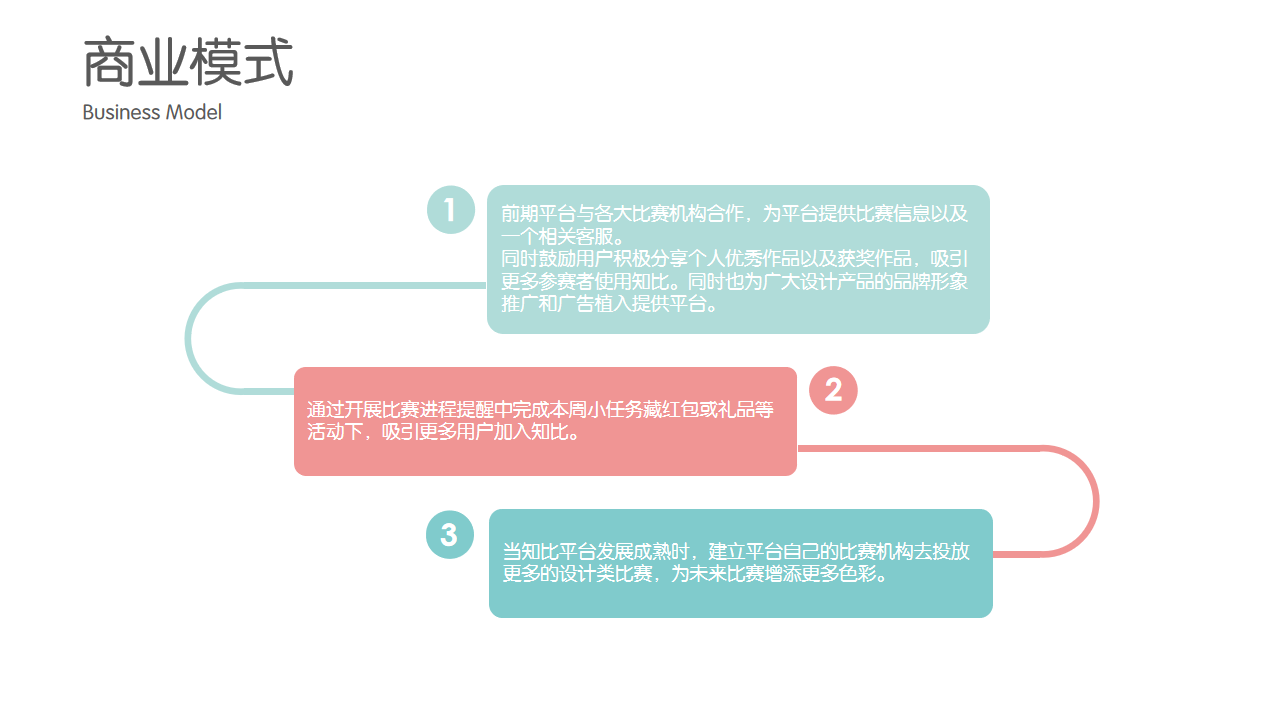 商业模式
Business Model
1
前期平台与各大比赛机构合作，为平台提供比赛信息以及
一个相关客服。
同时鼓励用户积极分享个人优秀作品以及获奖作品，吸引
更多参赛者使用知比。同时也为广大设计产品的品牌形象
推广和广告植入提供平台。
2
通过开展比赛进程提醒中完成本周小任务藏红包或礼品等
活动下，吸引更多用户加入知比。
3
当知比平台发展成熟时，建立平台自己的比赛机构去投放
更多的设计类比赛，为未来比赛增添更多色彩。